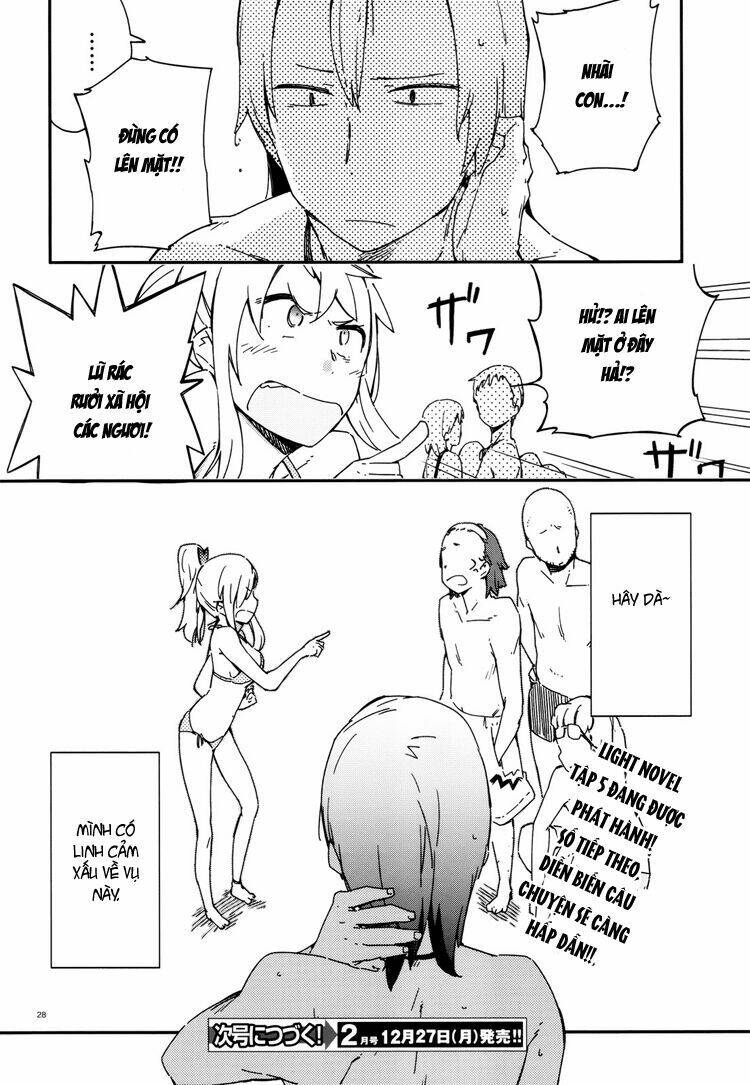 NHÃI
CON...!
ĐỪNG CÓ
LÊN MẶT!!
......
HỬ!? AI LÊN
MẶT Ở ĐÂY
HẢ!?
ザワ
ザワ
LŨ RÁC
RƯỞI XÃ HỘI
CÁC NGƯƠI!
HÂY DÀ~
LIGHT NOVEL
TẬP 5 ĐANG ĐƯỢC
PHÁT HÀNH!
SỐ TIẾP THEO
DIỄN BIẾN CÂU
CHUYỆN SẼ CÀNG
HẤP DẪN!!
MÌNH CÓ
LINH CẢM
XẤU VỀ VỤ
NÀY.
28
次号につづく! 2月号 12月27日(月)発売!!